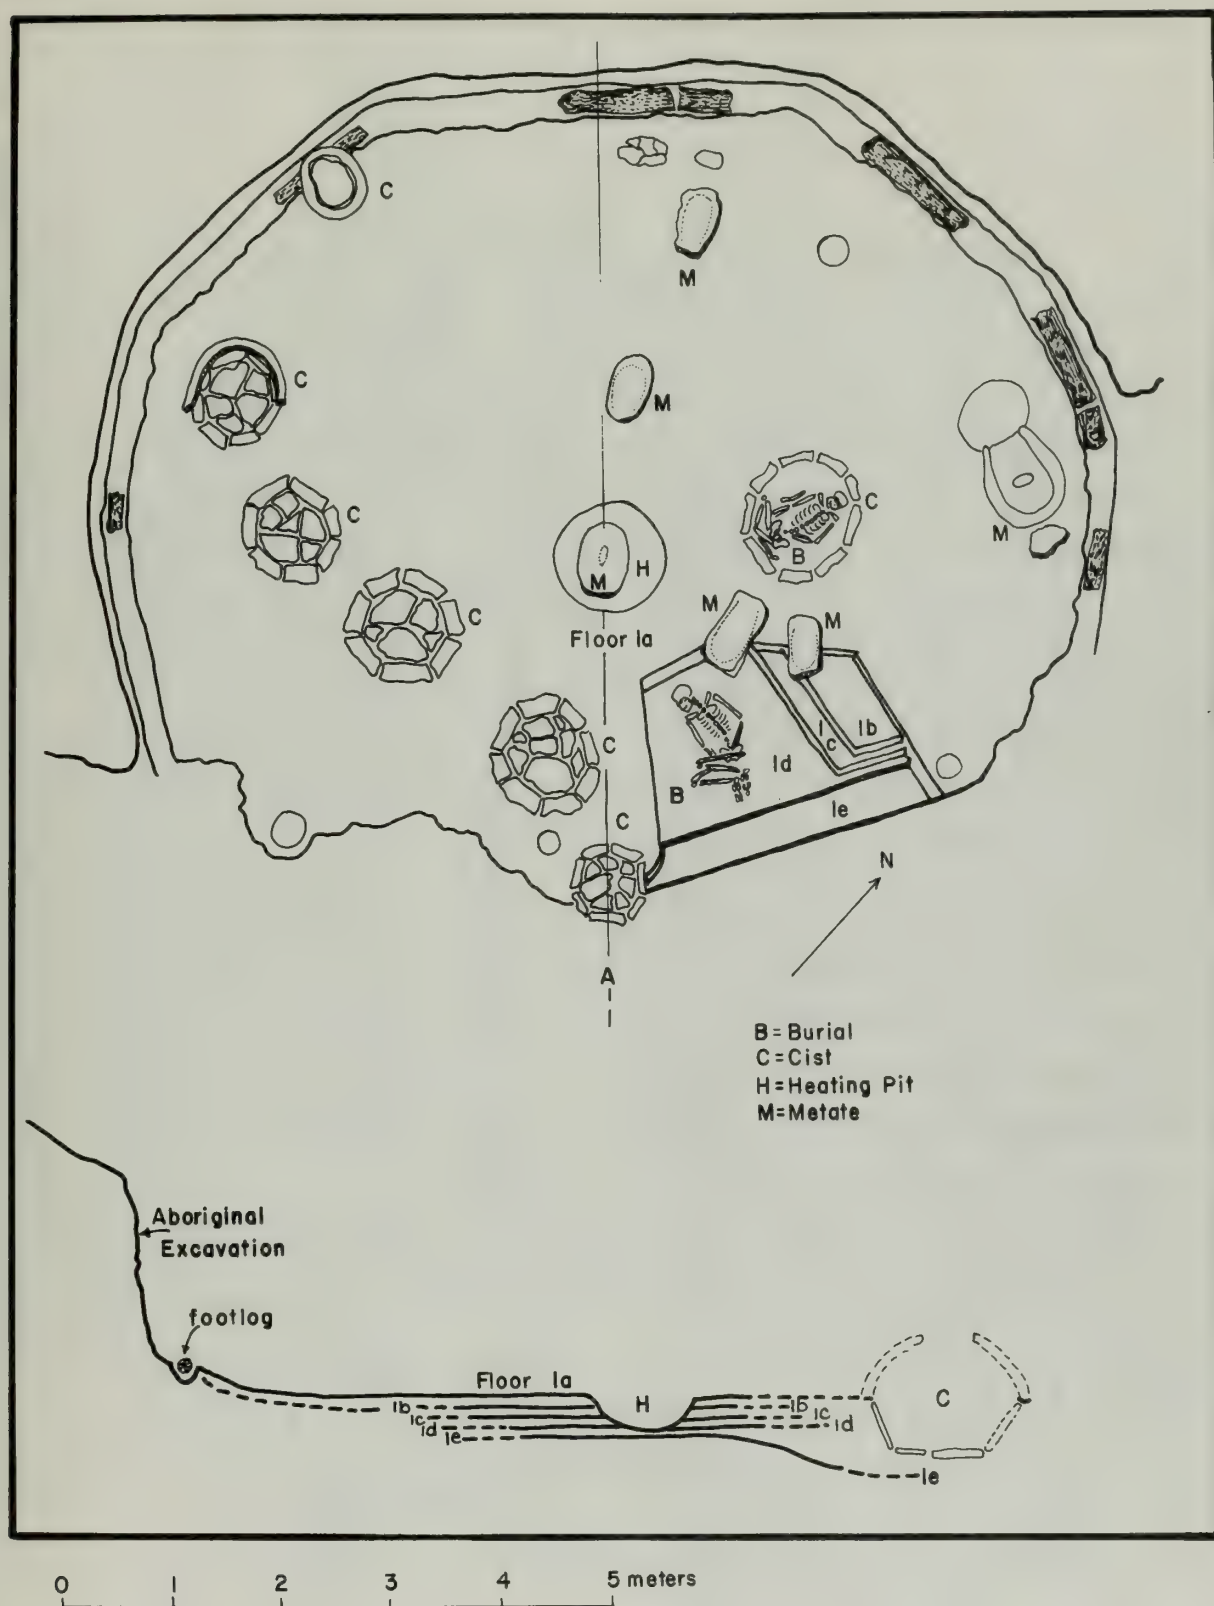 C
M
C
M
C
C
M
B
M H
M
M
C
Floor Ia
C
Ic
Ib
Id
B
Ie
C
N
A
B = Burial
C = Cist
H = Heating Pit
M = Metate
Aboriginal
Excavation
footlog
Floor Ia
H
C
Ib
Ib
Ic
Ic
Id
Id
Ie
Ie
0 1 2 3 4 5 meters